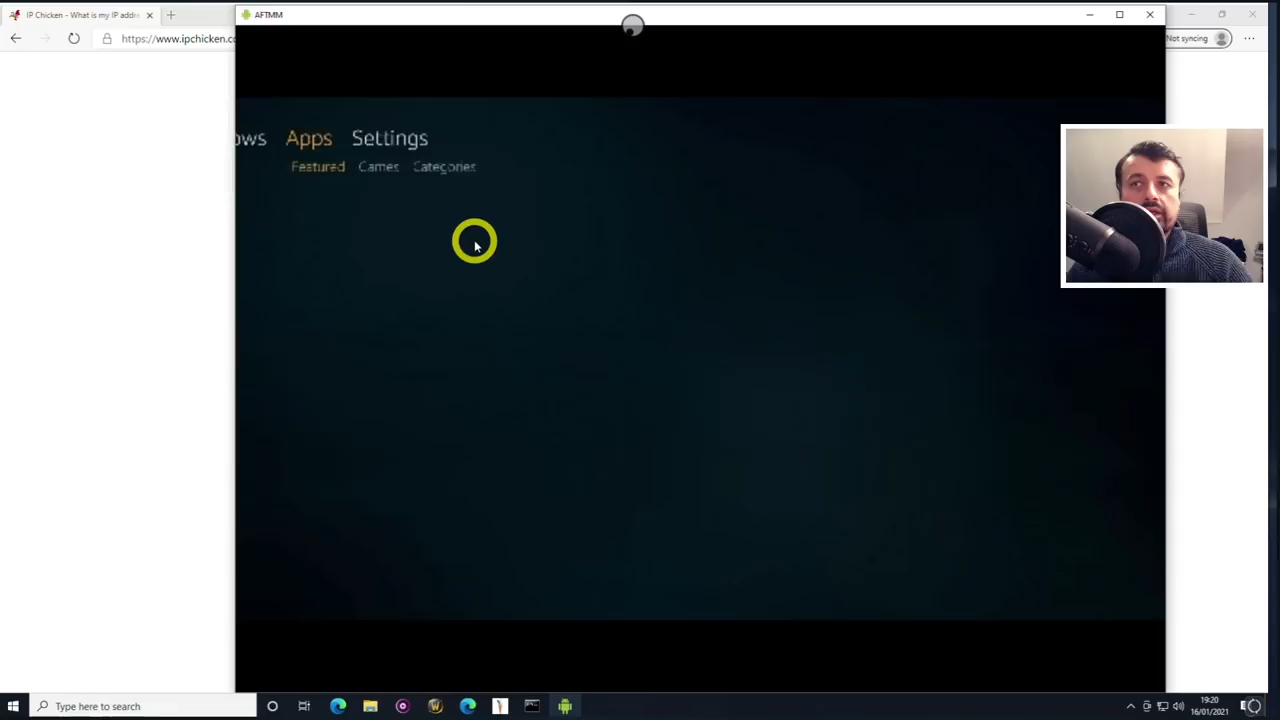 IP Chicken - What is my IP addr
AFTMM
https://www.ipchicken.co
Not syncing
ows Apps Settings
Featured Games Categories
Type here to search
19:20
16/01/2021